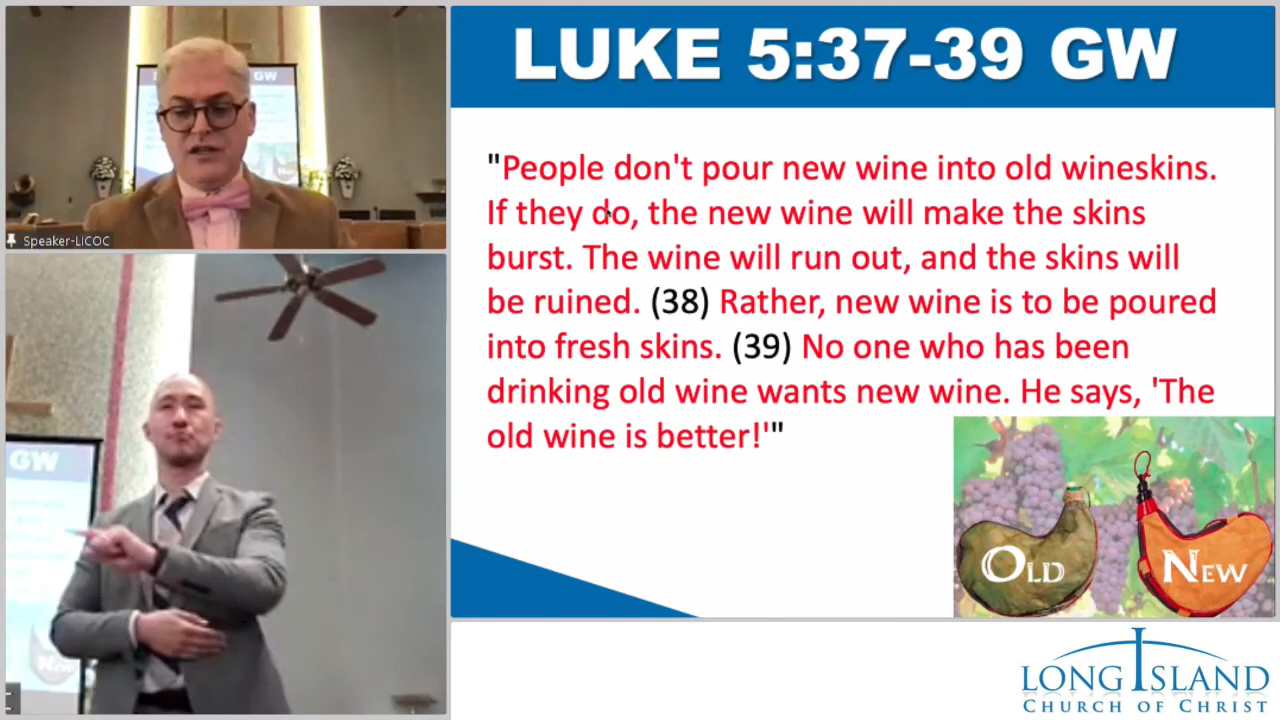 GW
Speaker-LICOC
GW
New
LUKE 5:37-39 GW
"People don't pour new wine into old wineskins.
If they do, the new wine will make the skins
burst. The wine will run out, and the skins will
be ruined. (38) Rather, new wine is to be poured
into fresh skins. (39) No one who has been
drinking old wine wants new wine. He says, 'The
old wine is better!'"
OLD
NEW
LONG ISLAND
CHURCH OF CHRIST